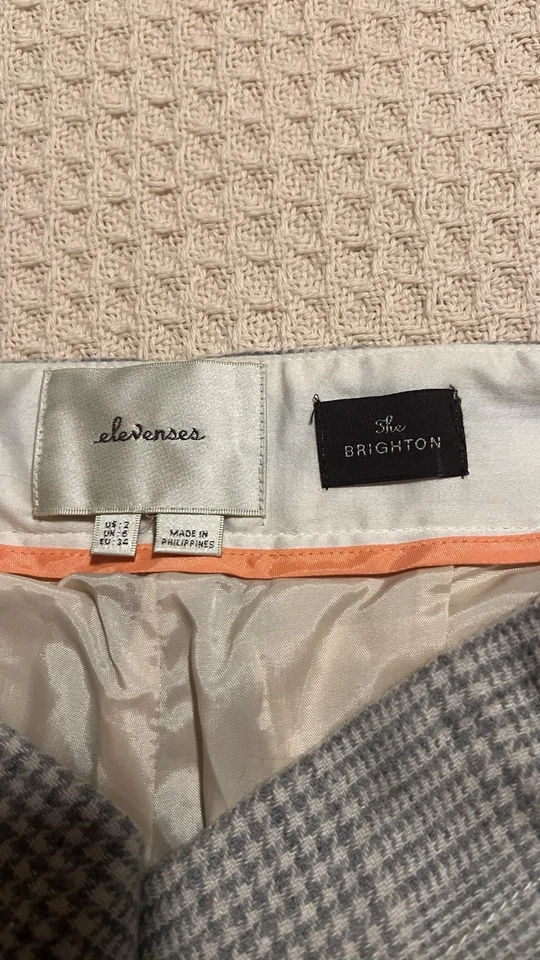 elevenses
The
BRIGHTON
US : 2
UK : 6
EU : 34
MADE IN
PHILIPPINES